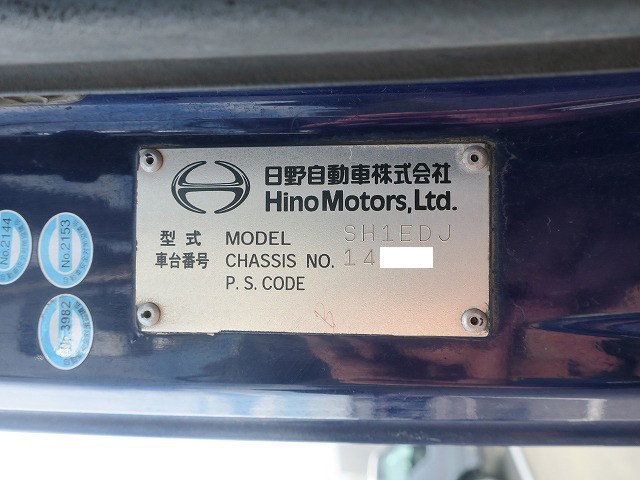 日野自動車株式会社
Hino Motors, Ltd.
型式 MODEL SH1EDJ
車台番号 CHASSIS NO. 14
P. S. CODE
No.2144
No.2153
No.3982